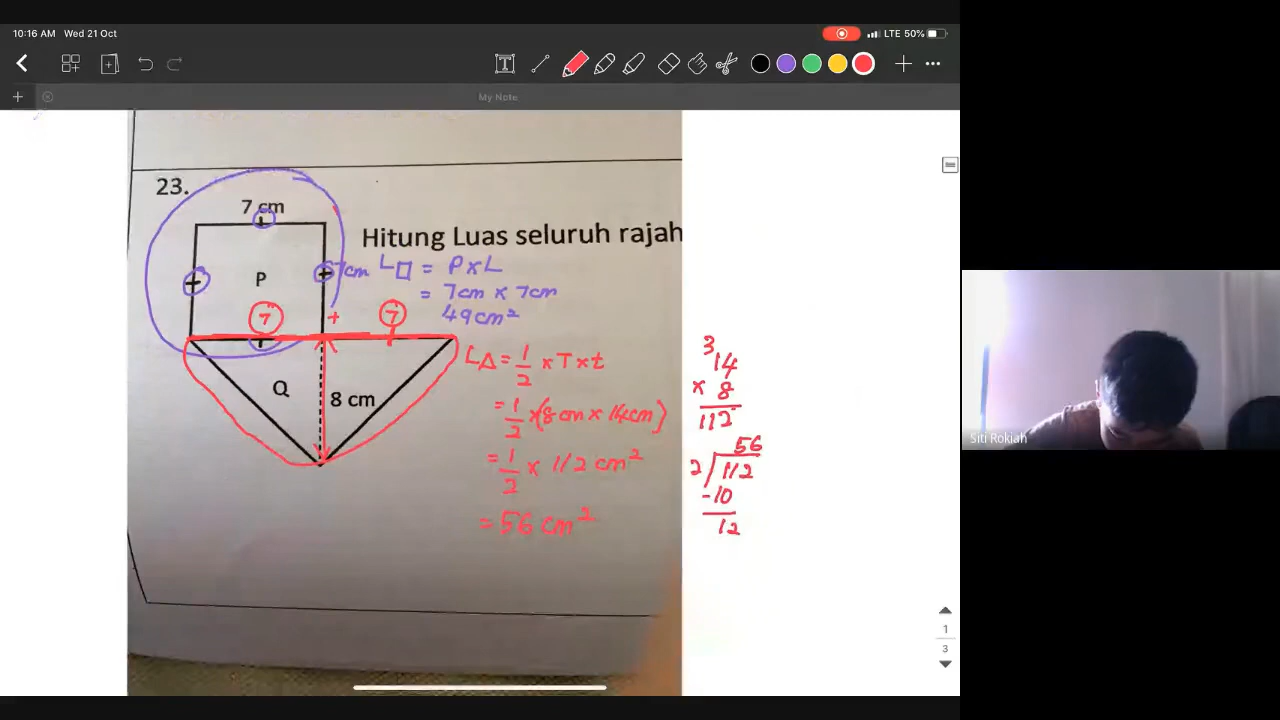 10:16 AM Wed 21 Oct
LTE 50%
My Note
23.
7 cm
Hitung Luas seluruh rajah
P
7cm
L□ = P x L
= 7cm x 7cm
49cm²
7 + 7
Q
8 cm
L△ = 1/2 x T x t
= 1/2 x (8cm x 14cm)
= 1/2 x 112 cm²
= 56 cm²
3
14
x 8
112
56
2 112
-10
12
1
3
Siti Rokiah